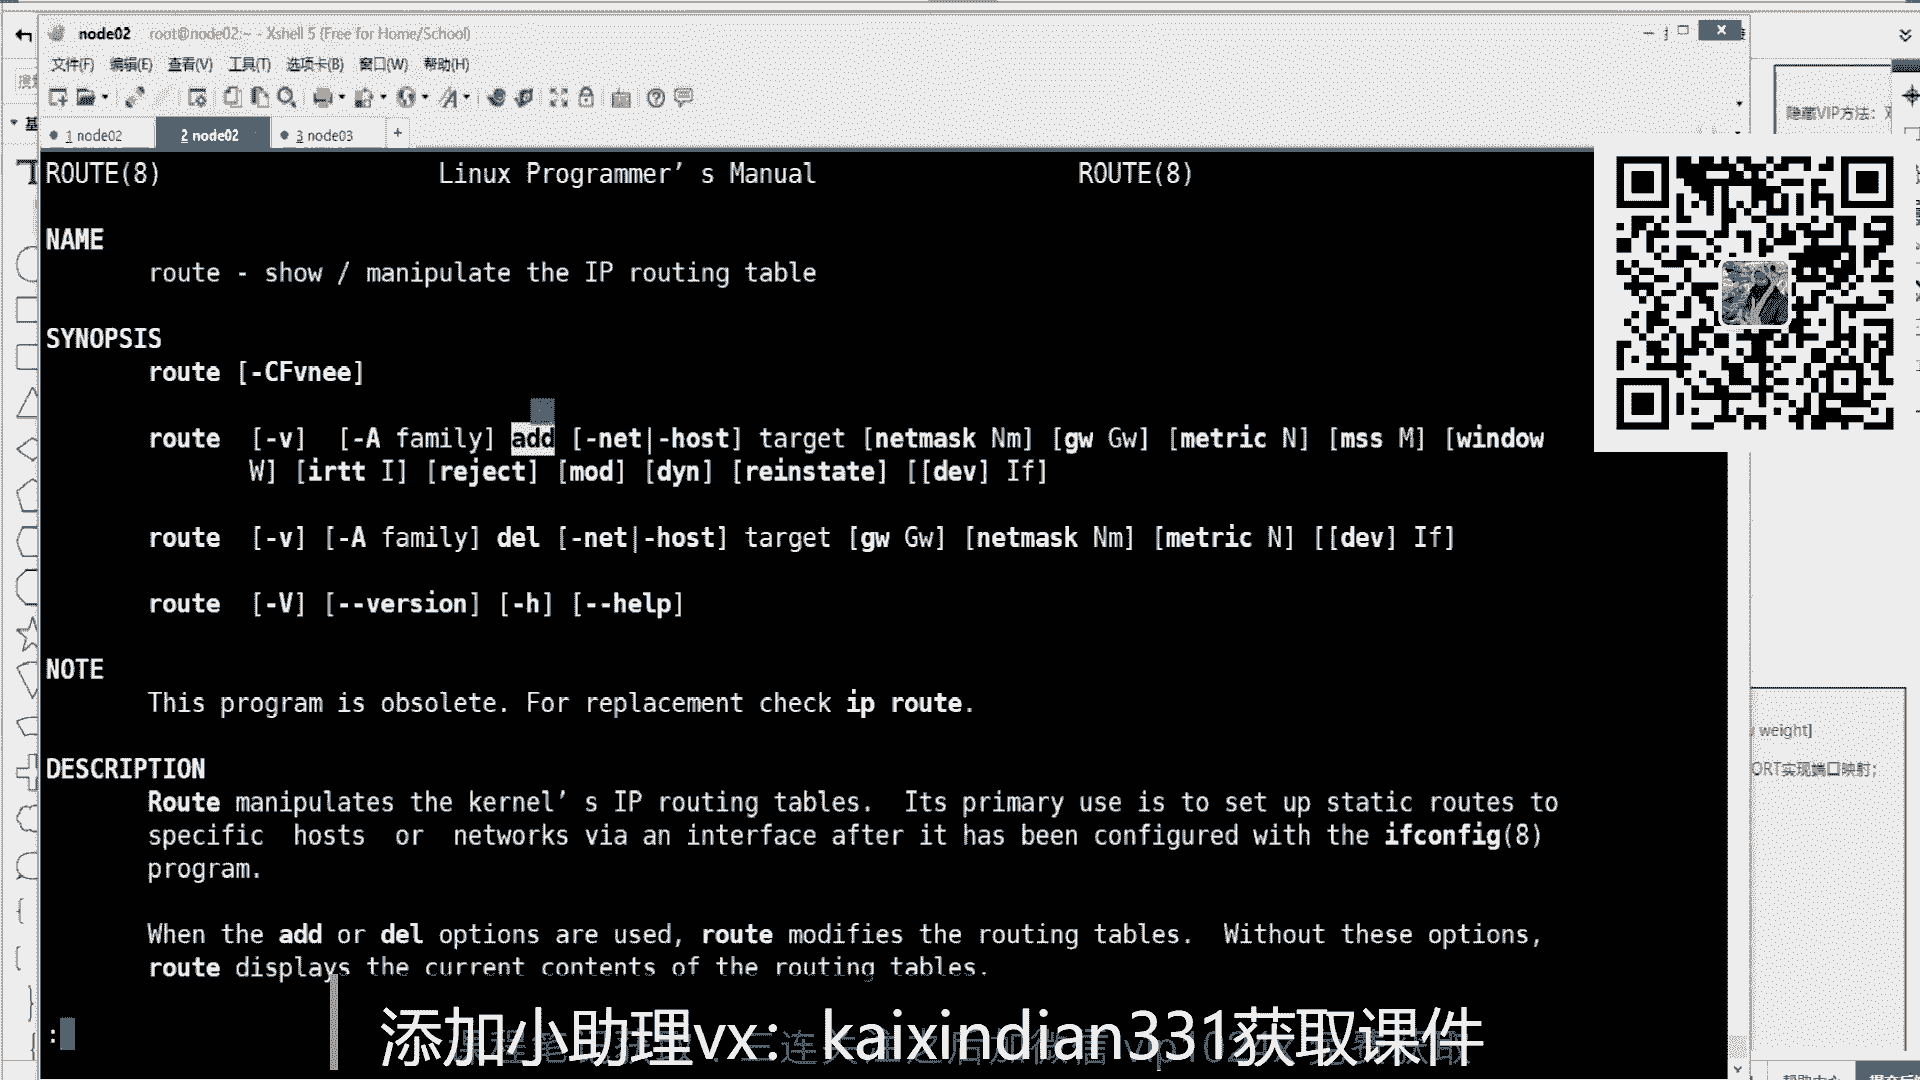 node02 root@node02:~ - Xshell 5 (Free for Home/School)
文件(F) 编辑(E) 查看(V) 工具(T) 选项卡(B) 窗口(W) 帮助(H)
1 node02 2 node02 3 node03 +
隐藏VIP方法：
ROUTE(8) Linux Programmer’ s Manual ROUTE(8)
NAME
route - show / manipulate the IP routing table
SYNOPSIS
route [-CFvnee]
route [-v] [-A family] add [-net|-host] target [netmask Nm] [gw Gw] [metric N] [mss M] [window
W] [irtt I] [reject] [mod] [dyn] [reinstate] [[dev] If]
route [-v] [-A family] del [-net|-host] target [gw Gw] [netmask Nm] [metric N] [[dev] If]
route [-V] [--version] [-h] [--help]
NOTE
This program is obsolete. For replacement check ip route.
DESCRIPTION
Route manipulates the kernel’ s IP routing tables. Its primary use is to set up static routes to
specific hosts or networks via an interface after it has been configured with the ifconfig(8)
program.
When the add or del options are used, route modifies the routing tables. Without these options,
route displays the current contents of the routing tables.
:
weight]
ORT实现端口映射；
添加小助理vx：kaixindian331获取课件